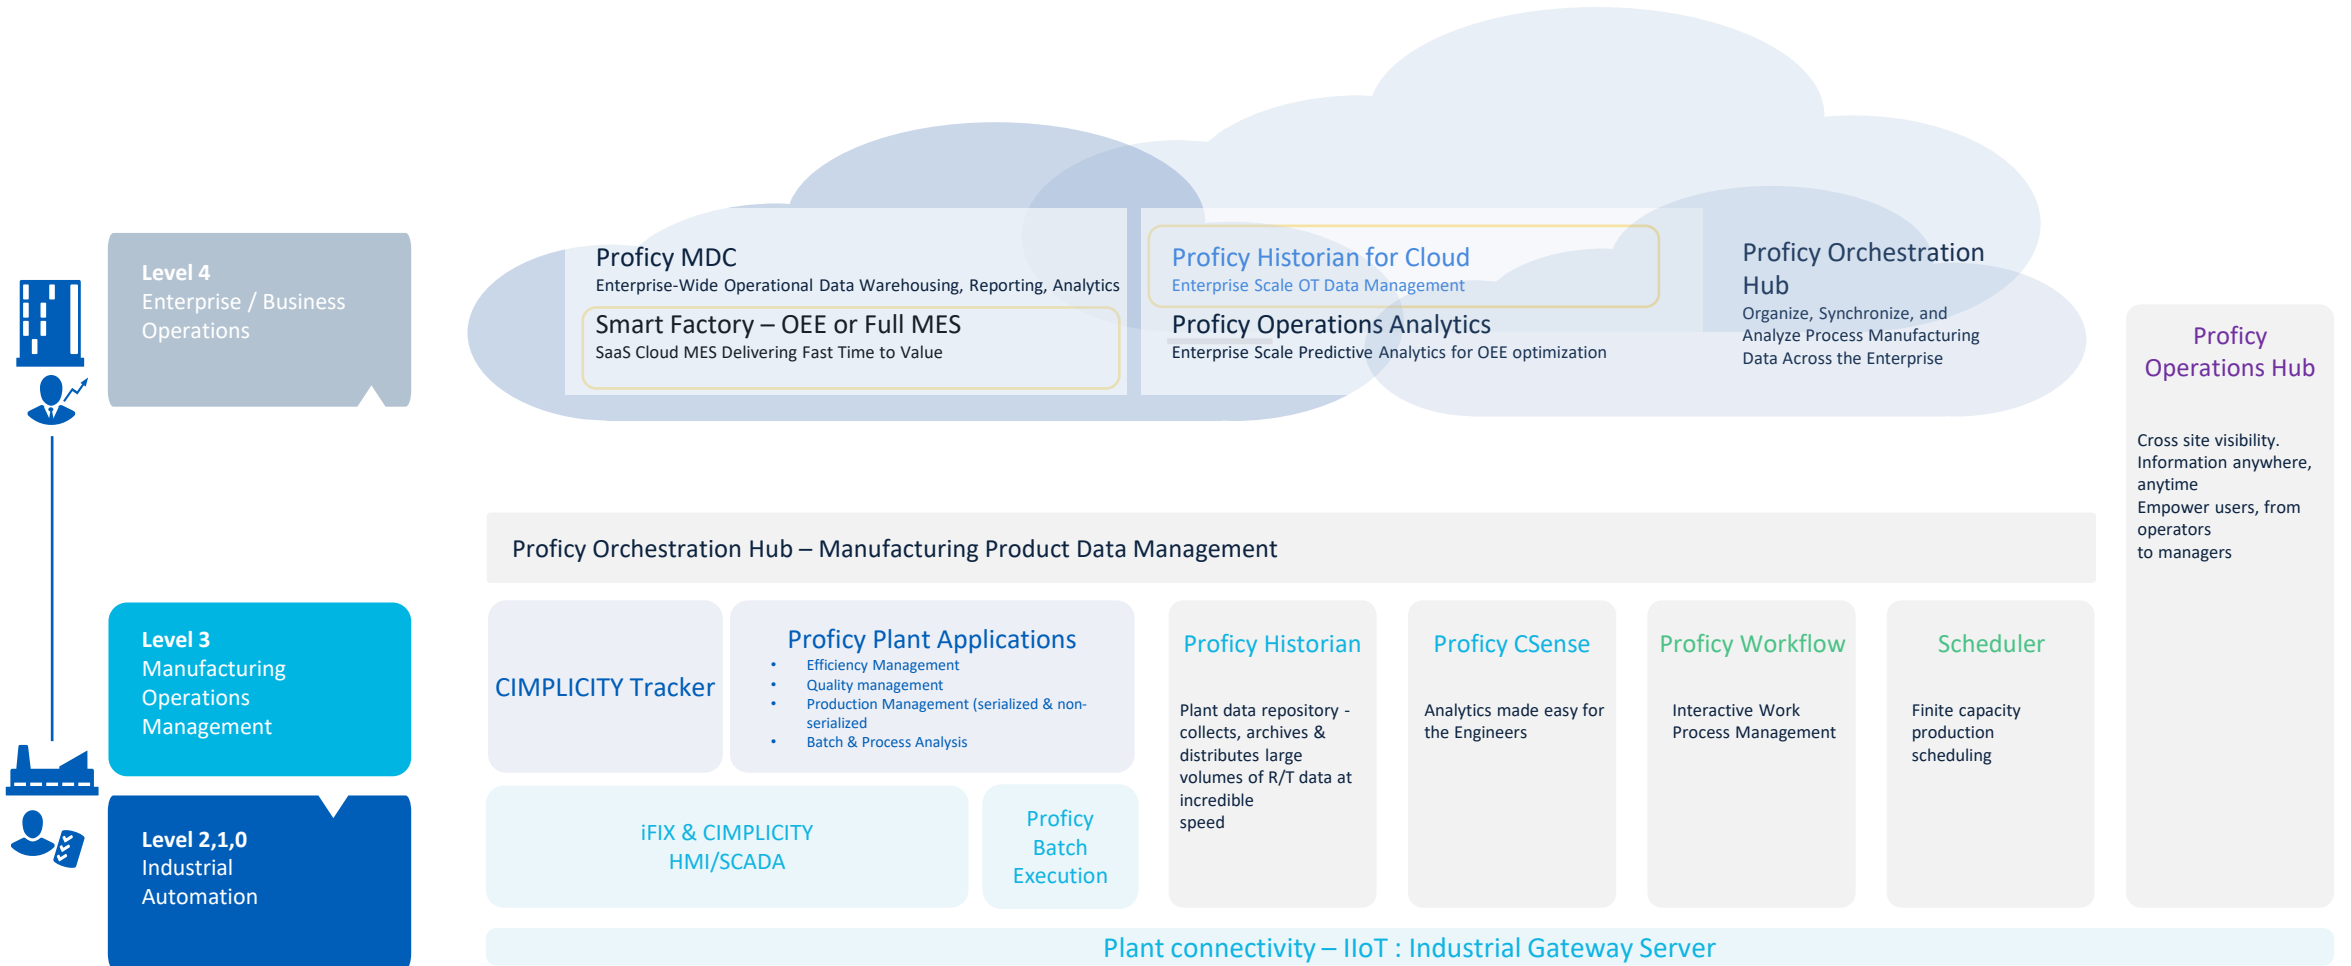 Level 4
Enterprise / Business
Operations
Proficy MDC
Enterprise-Wide Operational Data Warehousing, Reporting, Analytics
Smart Factory – OEE or Full MES
SaaS Cloud MES Delivering Fast Time to Value
Proficy Historian for Cloud
Enterprise Scale OT Data Management
Proficy Operations Analytics
Enterprise Scale Predictive Analytics for OEE optimization
Proficy Orchestration
Hub
Organize, Synchronize, and
Analyze Process Manufacturing
Data Across the Enterprise
Proficy
Operations Hub
Cross site visibility.
Information anywhere,
anytime
Empower users, from
operators
to managers
Proficy Orchestration Hub – Manufacturing Product Data Management
Level 3
Manufacturing
Operations
Management
CIMPLICITY Tracker
Proficy Plant Applications
• Efficiency Management
• Quality management
• Production Management (serialized & non-
serialized
• Batch & Process Analysis
Proficy Historian
Plant data repository -
collects, archives &
distributes large
volumes of R/T data at
incredible
speed
Proficy CSense
Analytics made easy for
the Engineers
Proficy Workflow
Interactive Work
Process Management
Scheduler
Finite capacity
production
scheduling
Level 2,1,0
Industrial
Automation
iFIX & CIMPLICITY
HMI/SCADA
Proficy
Batch
Execution
Plant connectivity – IIoT : Industrial Gateway Server